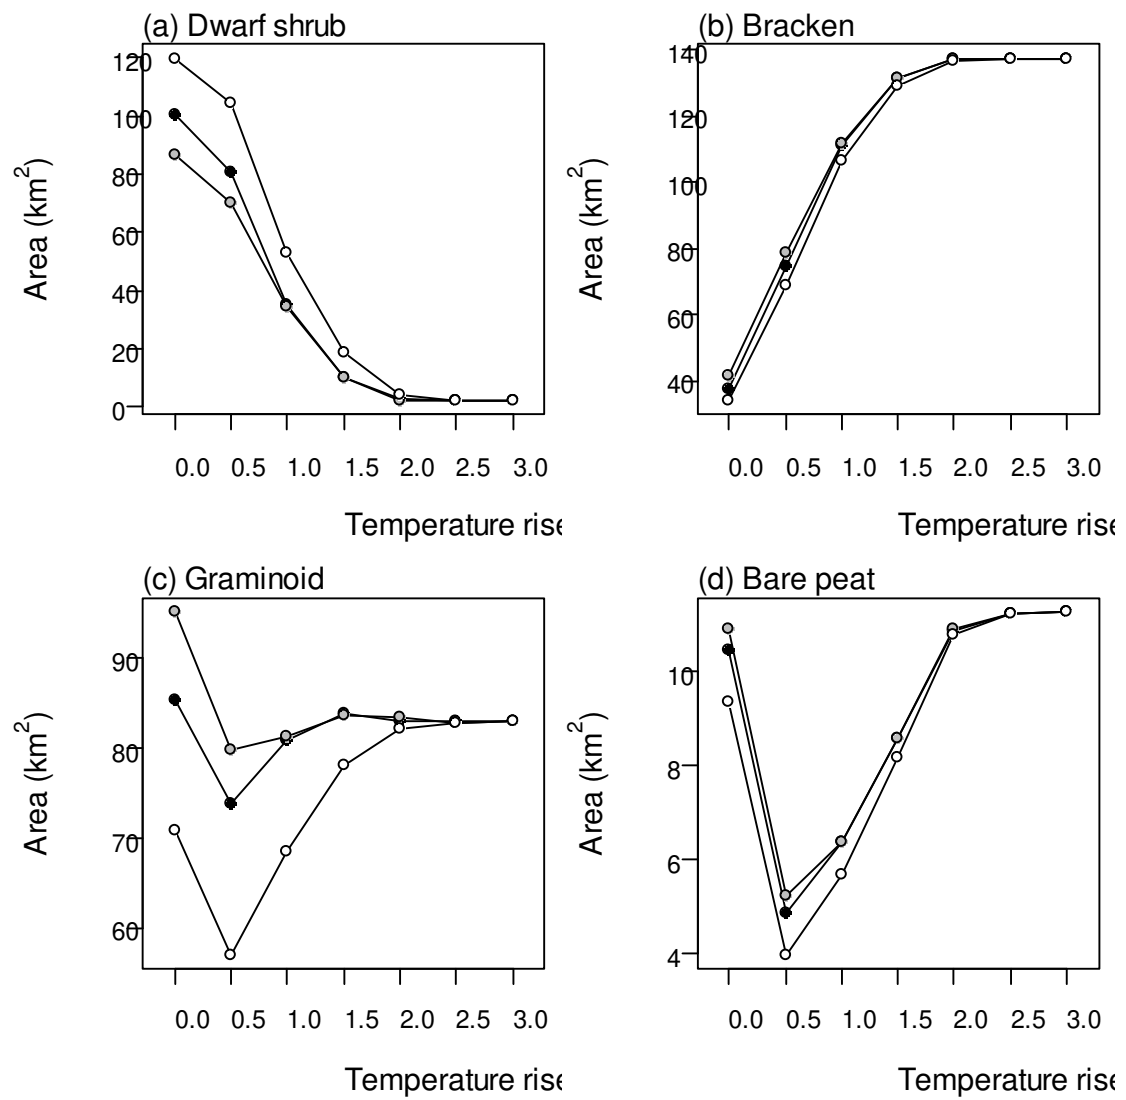 (a) Dwarf shrub
120
100
80
60
40
20
0
Area (km²)
0.0 0.5 1.0 1.5 2.0 2.5 3.0
Temperature rise
(b) Bracken
140
120
100
80
60
40
Area (km²)
0.0 0.5 1.0 1.5 2.0 2.5 3.0
Temperature rise
(c) Graminoid
90
80
70
60
Area (km²)
0.0 0.5 1.0 1.5 2.0 2.5 3.0
Temperature rise
(d) Bare peat
10
8
6
4
Area (km²)
0.0 0.5 1.0 1.5 2.0 2.5 3.0
Temperature rise